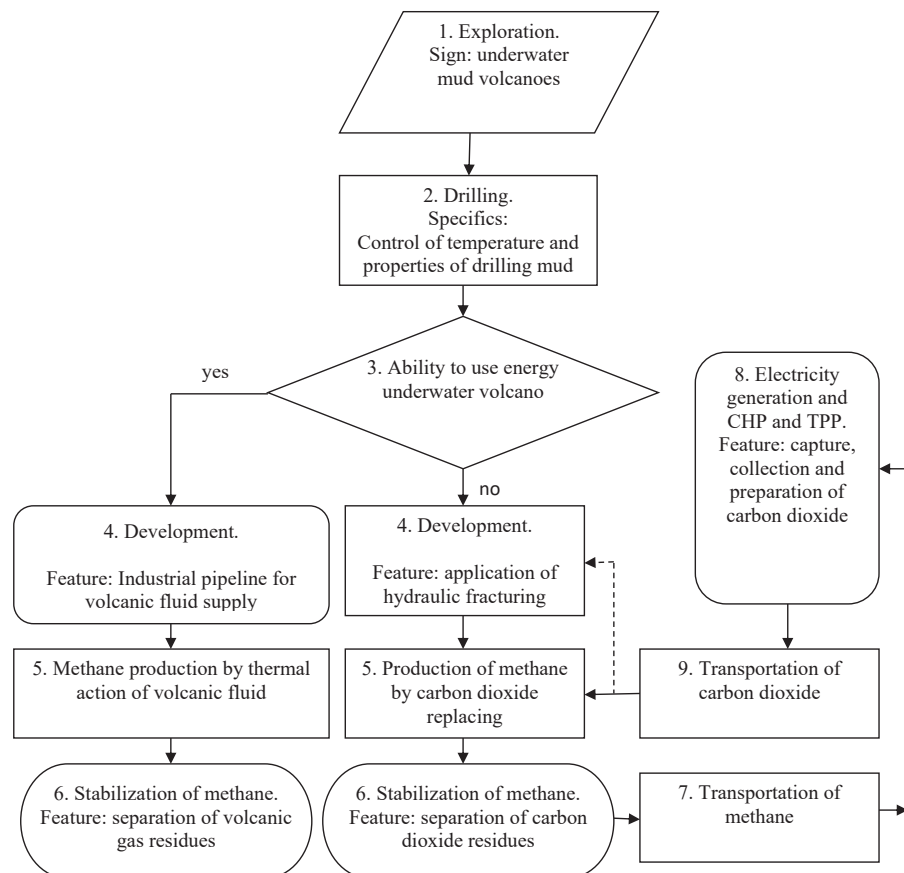 1. Exploration.
Sign: underwater
mud volcanoes
2. Drilling.
Specifics:
Control of temperature and
properties of drilling mud
3. Ability to use energy
underwater volcano
yes
no
8. Electricity
generation and
CHP and TPP.
Feature: capture,
collection and
preparation of
carbon dioxide
4. Development.
Feature: Industrial pipeline for
volcanic fluid supply
4. Development.
Feature: application of
hydraulic fracturing
5. Methane production by thermal
action of volcanic fluid
5. Production of methane
by carbon dioxide
replacing
9. Transportation of
carbon dioxide
6. Stabilization of methane.
Feature: separation of volcanic
gas residues
6. Stabilization of methane.
Feature: separation of carbon
dioxide residues
7. Transportation of
methane